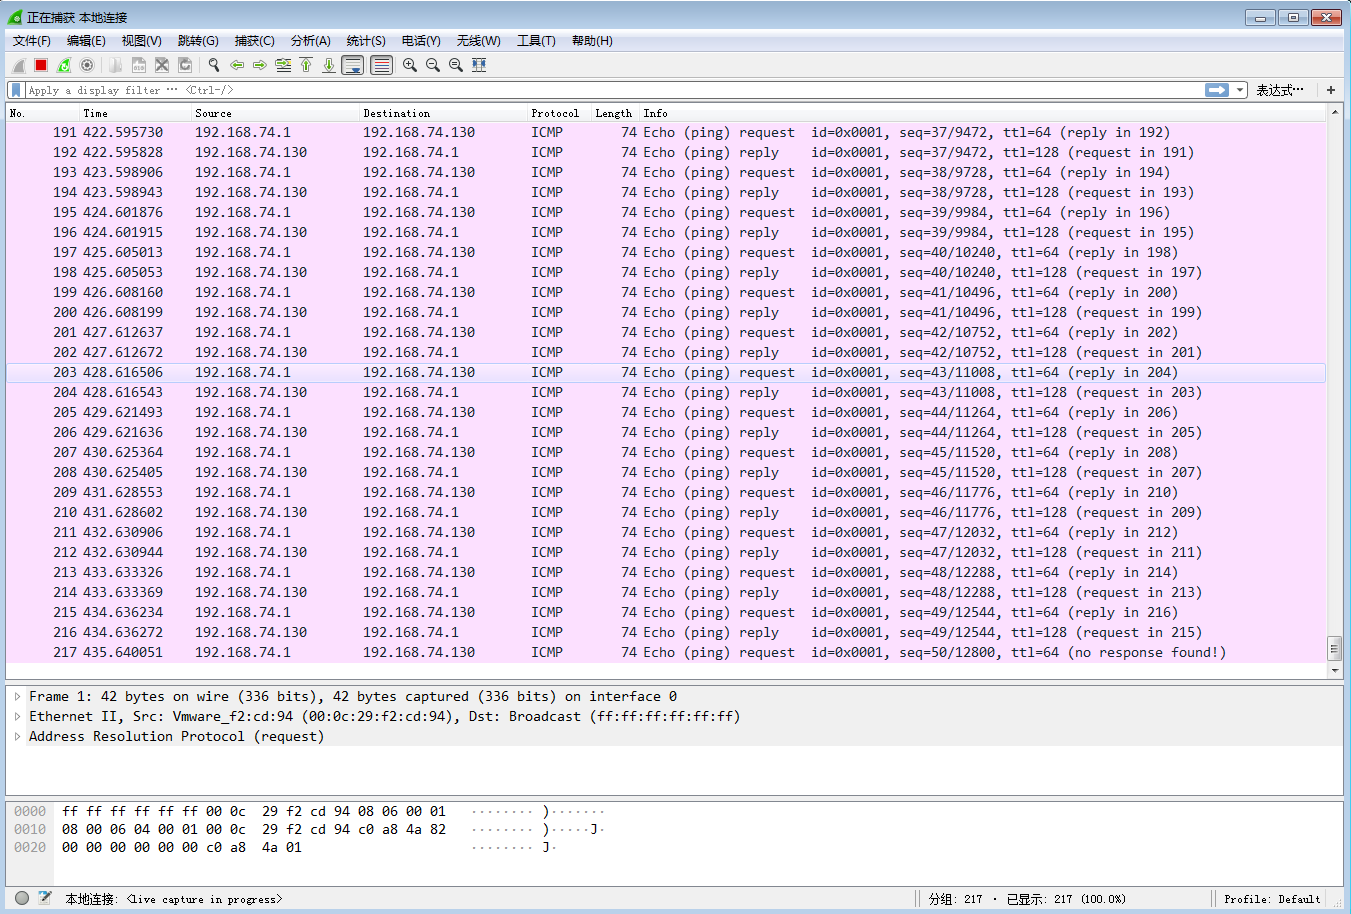 正在捕获 本地连接
文件(F) 编辑(E) 视图(V) 跳转(G) 捕获(C) 分析(A) 统计(S) 电话(Y) 无线(W) 工具(T) 帮助(H)
Apply a display filter ··· <Ctrl-/> 表达式··· +
No. Time Source Destination Protocol Length Info
191 422.595730 192.168.74.1 192.168.74.130 ICMP 74 Echo (ping) request id=0x0001, seq=37/9472, ttl=64 (reply in 192)
192 422.595828 192.168.74.130 192.168.74.1 ICMP 74 Echo (ping) reply id=0x0001, seq=37/9472, ttl=128 (request in 191)
193 423.598906 192.168.74.1 192.168.74.130 ICMP 74 Echo (ping) request id=0x0001, seq=38/9728, ttl=64 (reply in 194)
194 423.598943 192.168.74.130 192.168.74.1 ICMP 74 Echo (ping) reply id=0x0001, seq=38/9728, ttl=128 (request in 193)
195 424.601876 192.168.74.1 192.168.74.130 ICMP 74 Echo (ping) request id=0x0001, seq=39/9984, ttl=64 (reply in 196)
196 424.601915 192.168.74.130 192.168.74.1 ICMP 74 Echo (ping) reply id=0x0001, seq=39/9984, ttl=128 (request in 195)
197 425.605013 192.168.74.1 192.168.74.130 ICMP 74 Echo (ping) request id=0x0001, seq=40/10240, ttl=64 (reply in 198)
198 425.605053 192.168.74.130 192.168.74.1 ICMP 74 Echo (ping) reply id=0x0001, seq=40/10240, ttl=128 (request in 197)
199 426.608160 192.168.74.1 192.168.74.130 ICMP 74 Echo (ping) request id=0x0001, seq=41/10496, ttl=64 (reply in 200)
200 426.608199 192.168.74.130 192.168.74.1 ICMP 74 Echo (ping) reply id=0x0001, seq=41/10496, ttl=128 (request in 199)
201 427.612637 192.168.74.1 192.168.74.130 ICMP 74 Echo (ping) request id=0x0001, seq=42/10752, ttl=64 (reply in 202)
202 427.612672 192.168.74.130 192.168.74.1 ICMP 74 Echo (ping) reply id=0x0001, seq=42/10752, ttl=128 (request in 201)
203 428.616506 192.168.74.1 192.168.74.130 ICMP 74 Echo (ping) request id=0x0001, seq=43/11008, ttl=64 (reply in 204)
204 428.616543 192.168.74.130 192.168.74.1 ICMP 74 Echo (ping) reply id=0x0001, seq=43/11008, ttl=128 (request in 203)
205 429.621493 192.168.74.1 192.168.74.130 ICMP 74 Echo (ping) request id=0x0001, seq=44/11264, ttl=64 (reply in 206)
206 429.621636 192.168.74.130 192.168.74.1 ICMP 74 Echo (ping) reply id=0x0001, seq=44/11264, ttl=128 (request in 205)
207 430.625364 192.168.74.1 192.168.74.130 ICMP 74 Echo (ping) request id=0x0001, seq=45/11520, ttl=64 (reply in 208)
208 430.625405 192.168.74.130 192.168.74.1 ICMP 74 Echo (ping) reply id=0x0001, seq=45/11520, ttl=128 (request in 207)
209 431.628553 192.168.74.1 192.168.74.130 ICMP 74 Echo (ping) request id=0x0001, seq=46/11776, ttl=64 (reply in 210)
210 431.628602 192.168.74.130 192.168.74.1 ICMP 74 Echo (ping) reply id=0x0001, seq=46/11776, ttl=128 (request in 209)
211 432.630906 192.168.74.1 192.168.74.130 ICMP 74 Echo (ping) request id=0x0001, seq=47/12032, ttl=64 (reply in 212)
212 432.630944 192.168.74.130 192.168.74.1 ICMP 74 Echo (ping) reply id=0x0001, seq=47/12032, ttl=128 (request in 211)
213 433.633326 192.168.74.1 192.168.74.130 ICMP 74 Echo (ping) request id=0x0001, seq=48/12288, ttl=64 (reply in 214)
214 433.633369 192.168.74.130 192.168.74.1 ICMP 74 Echo (ping) reply id=0x0001, seq=48/12288, ttl=128 (request in 213)
215 434.636234 192.168.74.1 192.168.74.130 ICMP 74 Echo (ping) request id=0x0001, seq=49/12544, ttl=64 (reply in 216)
216 434.636272 192.168.74.130 192.168.74.1 ICMP 74 Echo (ping) reply id=0x0001, seq=49/12544, ttl=128 (request in 215)
217 435.640051 192.168.74.1 192.168.74.130 ICMP 74 Echo (ping) request id=0x0001, seq=50/12800, ttl=64 (no response found!)
Frame 1: 42 bytes on wire (336 bits), 42 bytes captured (336 bits) on interface 0
Ethernet II, Src: Vmware_f2:cd:94 (00:0c:29:f2:cd:94), Dst: Broadcast (ff:ff:ff:ff:ff:ff)
Address Resolution Protocol (request)
0000 ff ff ff ff ff ff 00 0c 29 f2 cd 94 08 06 00 01 ········ )·······
0010 08 00 06 04 00 01 00 0c 29 f2 cd 94 c0 a8 4a 82 ········ )·····J·
0020 00 00 00 00 00 00 c0 a8 4a 01 ········ J·
本地连接: <live capture in progress> 分组: 217 · 已显示: 217 (100.0%) Profile: Default